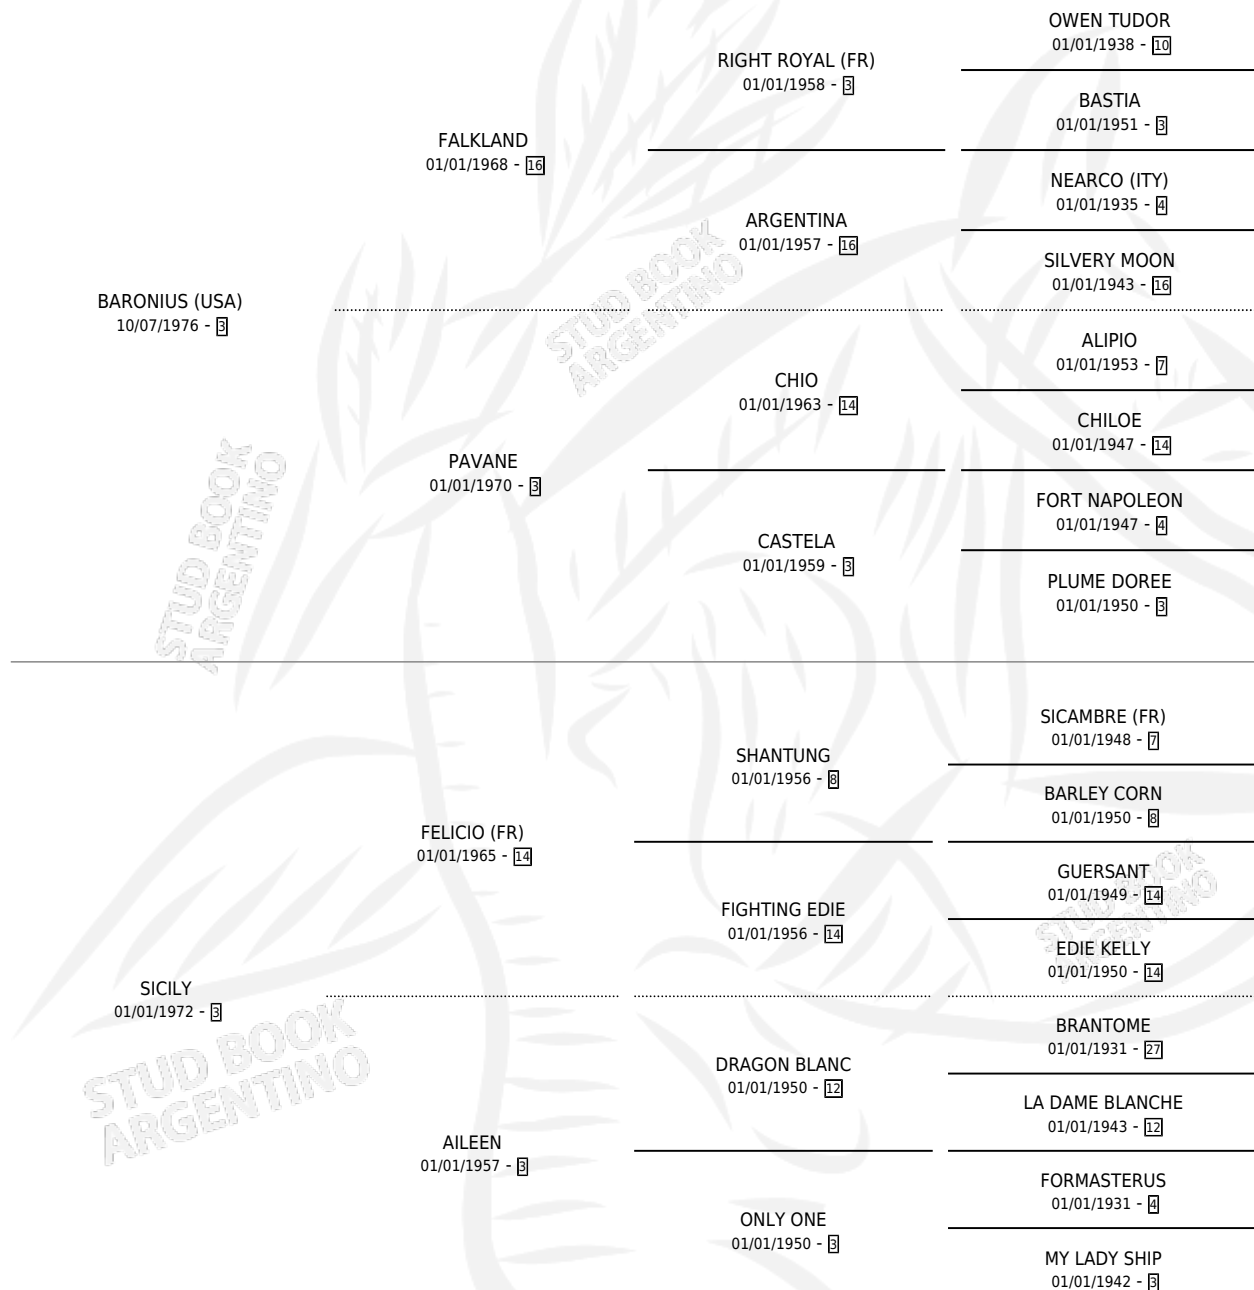 OWEN TUDOR
01/01/1938 - 10
RIGHT ROYAL (FR)
01/01/1958 - 3
BASTIA
01/01/1951 - 3
FALKLAND
01/01/1968 - 16
NEARCO (ITY)
01/01/1935 - 4
ARGENTINA
01/01/1957 - 16
SILVERY MOON
01/01/1943 - 16
BARONIUS (USA)
10/07/1976 - 3
ALIPIO
01/01/1953 - 7
CHIO
01/01/1963 - 14
CHILOE
01/01/1947 - 14
PAVANE
01/01/1970 - 3
FORT NAPOLEON
01/01/1947 - 4
CASTELA
01/01/1959 - 3
PLUME DOREE
01/01/1950 - 3
STUD BOOK
ARGENTINO
STUD BOOK
ARGENTINO
SICAMBRE (FR)
01/01/1948 - 7
SHANTUNG
01/01/1956 - 8
BARLEY CORN
01/01/1950 - 8
FELICIO (FR)
01/01/1965 - 14
GUERSANT
01/01/1949 - 14
FIGHTING EDIE
01/01/1956 - 14
EDIE KELLY
01/01/1950 - 14
SICILY
01/01/1972 - 3
BRANTOME
01/01/1931 - 27
DRAGON BLANC
01/01/1950 - 12
LA DAME BLANCHE
01/01/1943 - 12
AILEEN
01/01/1957 - 3
FORMASTERUS
01/01/1931 - 4
ONLY ONE
01/01/1950 - 3
MY LADY SHIP
01/01/1942 - 3
STUD BOOK
ARGENTINO
STUD BOOK
ARGENTINO